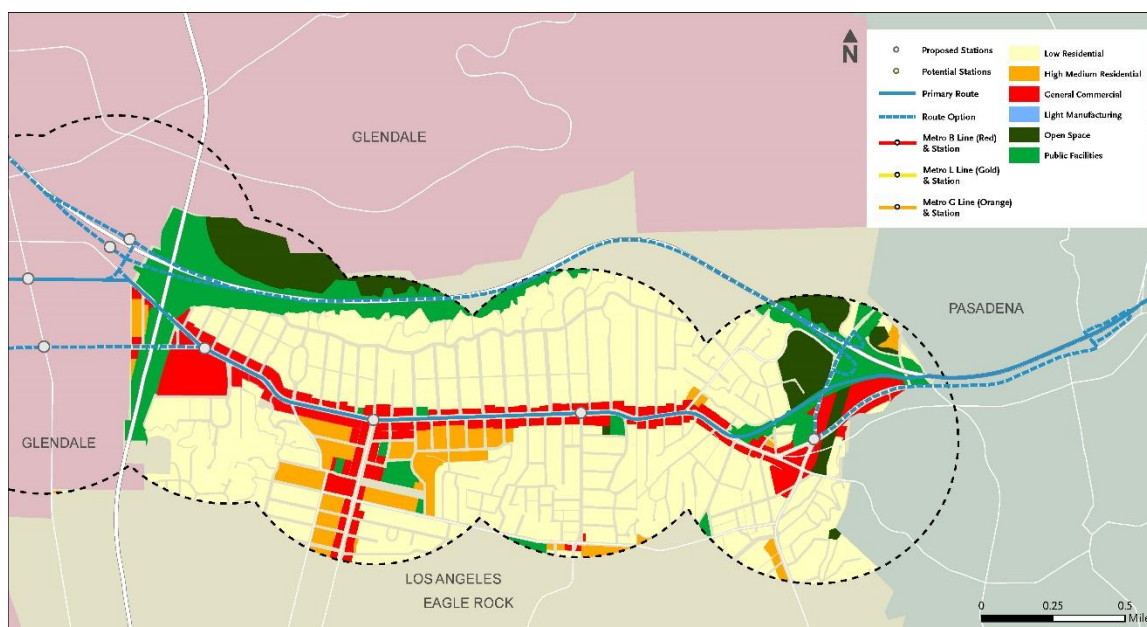 GLENDALE
N
Proposed Stations
Potential Stations
Primary Route
Route Option
Metro B Line (Red)
& Station
Metro L Line (Gold)
& Station
Metro G Line (Orange)
& Station
Low Residential
High Medium Residential
General Commercial
Light Manufacturing
Open Space
Public Facilities
PASADENA
GLENDALE
LOS ANGELES
EAGLE ROCK
0 0.25 0.5
Mile